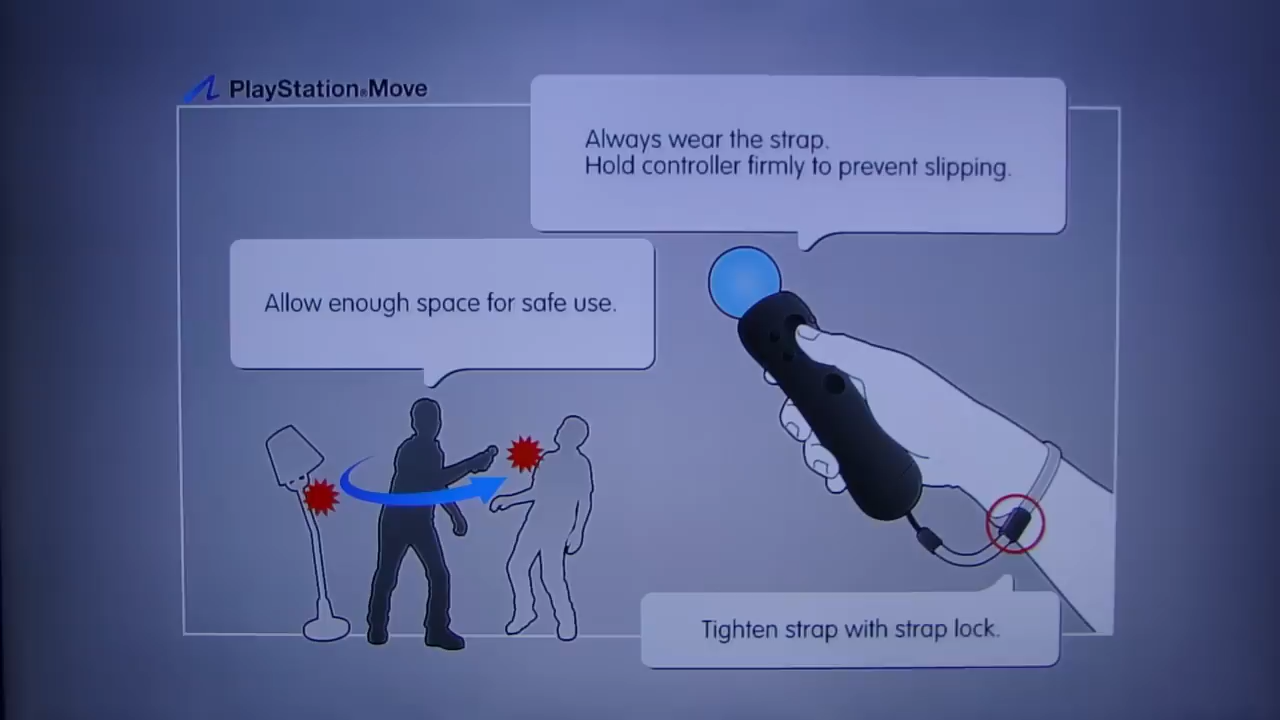 PlayStation®Move
Always wear the strap.
Hold controller firmly to prevent slipping.
Allow enough space for safe use.
Tighten strap with strap lock.